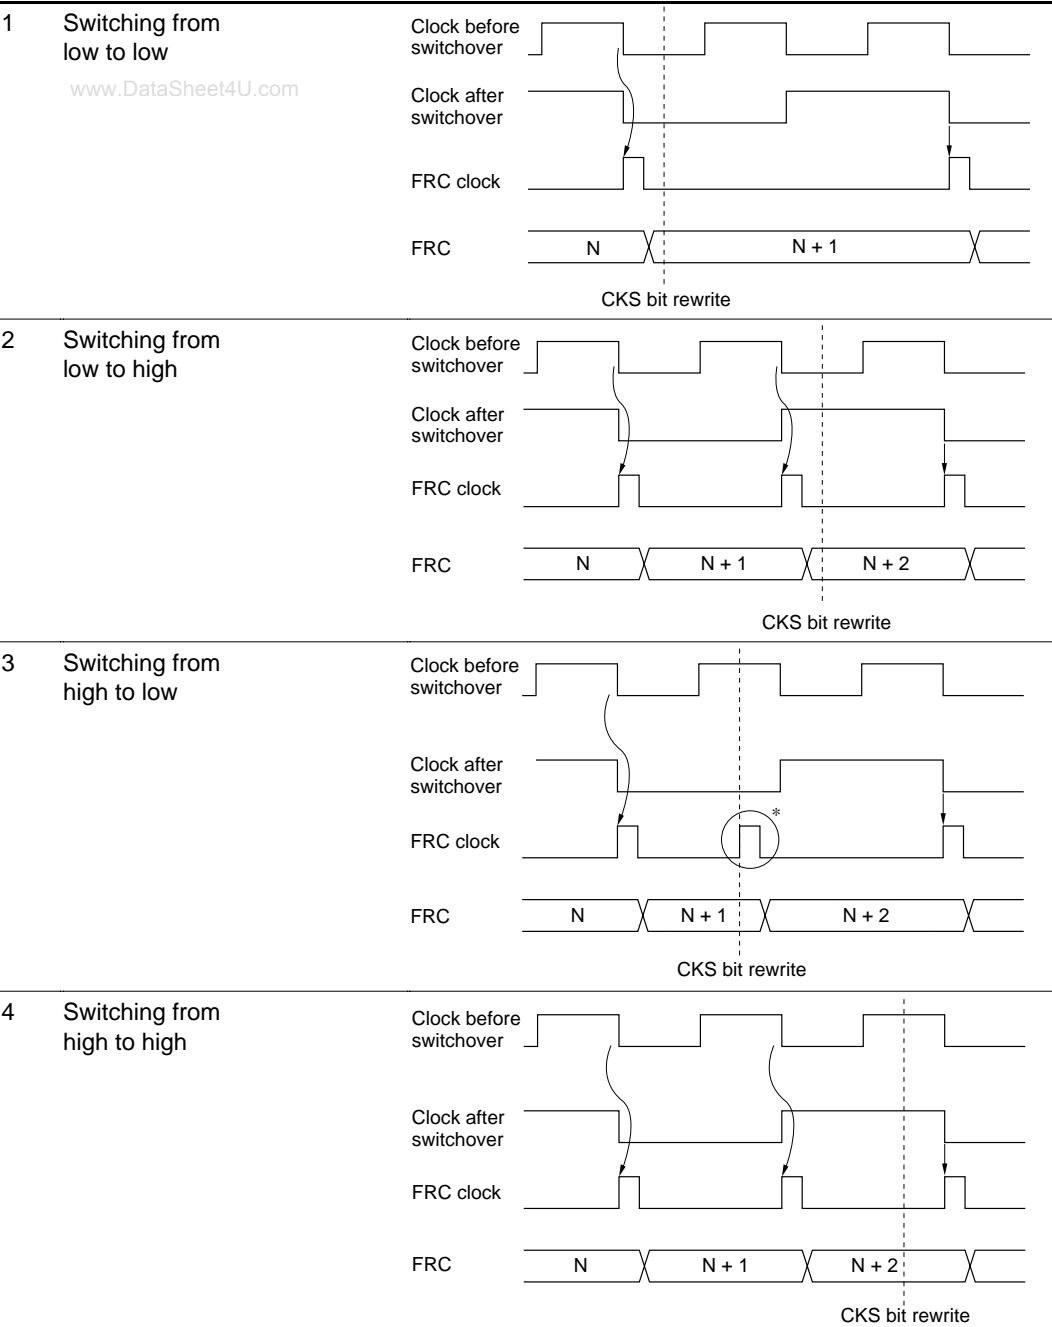 1 Switching from
low to low
www.DataSheet4U.com
Clock before
switchover
Clock after
switchover
FRC clock
FRC N N + 1
CKS bit rewrite
2 Switching from
low to high
Clock before
switchover
Clock after
switchover
FRC clock
FRC N N + 1 N + 2
CKS bit rewrite
3 Switching from
high to low
Clock before
switchover
Clock after
switchover
*
FRC clock
FRC N N + 1 N + 2
CKS bit rewrite
4 Switching from
high to high
Clock before
switchover
Clock after
switchover
FRC clock
FRC N N + 1 N + 2
CKS bit rewrite